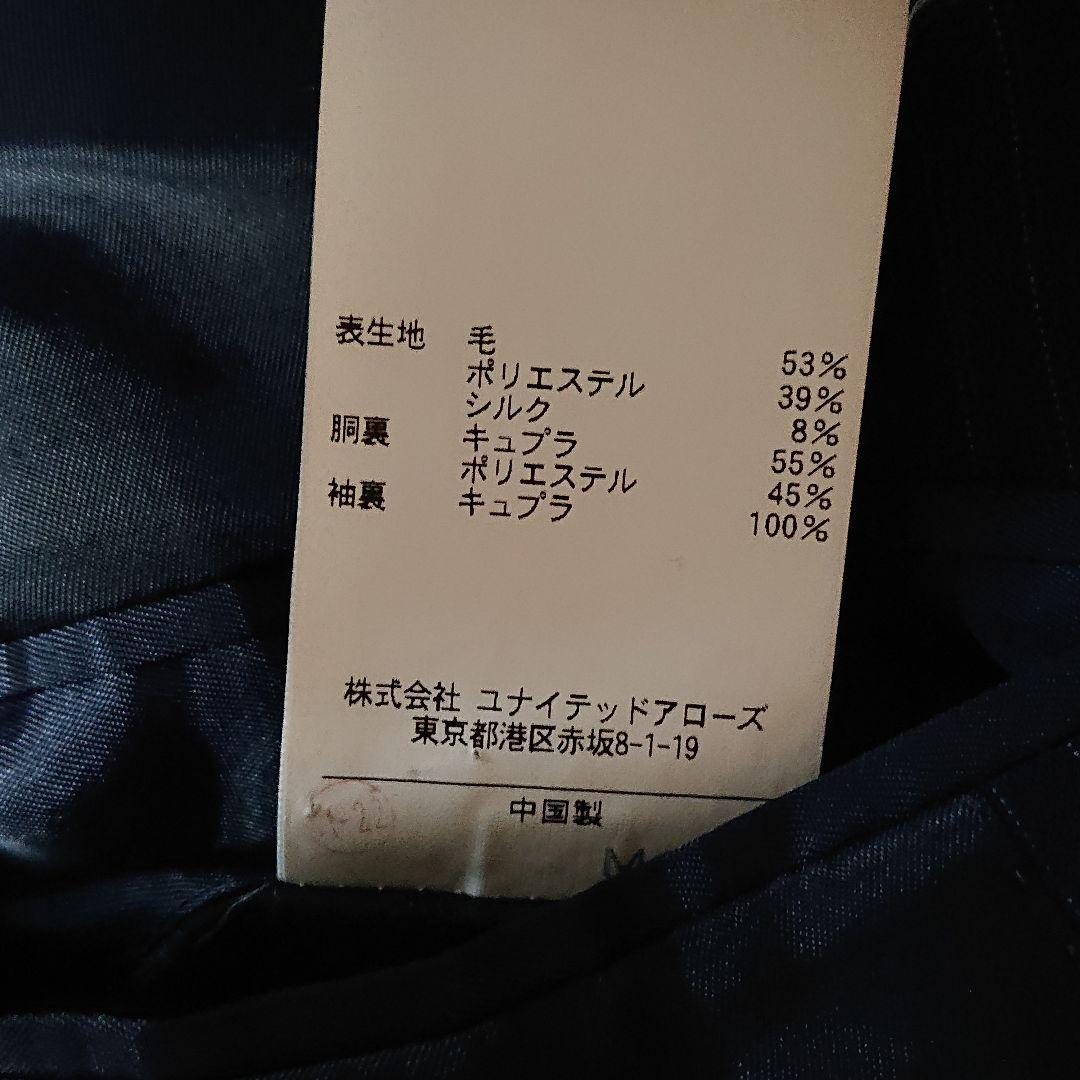 表生地 毛 53%
ポリエステル 39%
シルク 8%
胴裏 キュプラ 55%
ポリエステル 45%
袖裏 キュプラ 100%
株式会社 ユナイテッドアローズ
東京都港区赤坂8-1-19
中国製
M